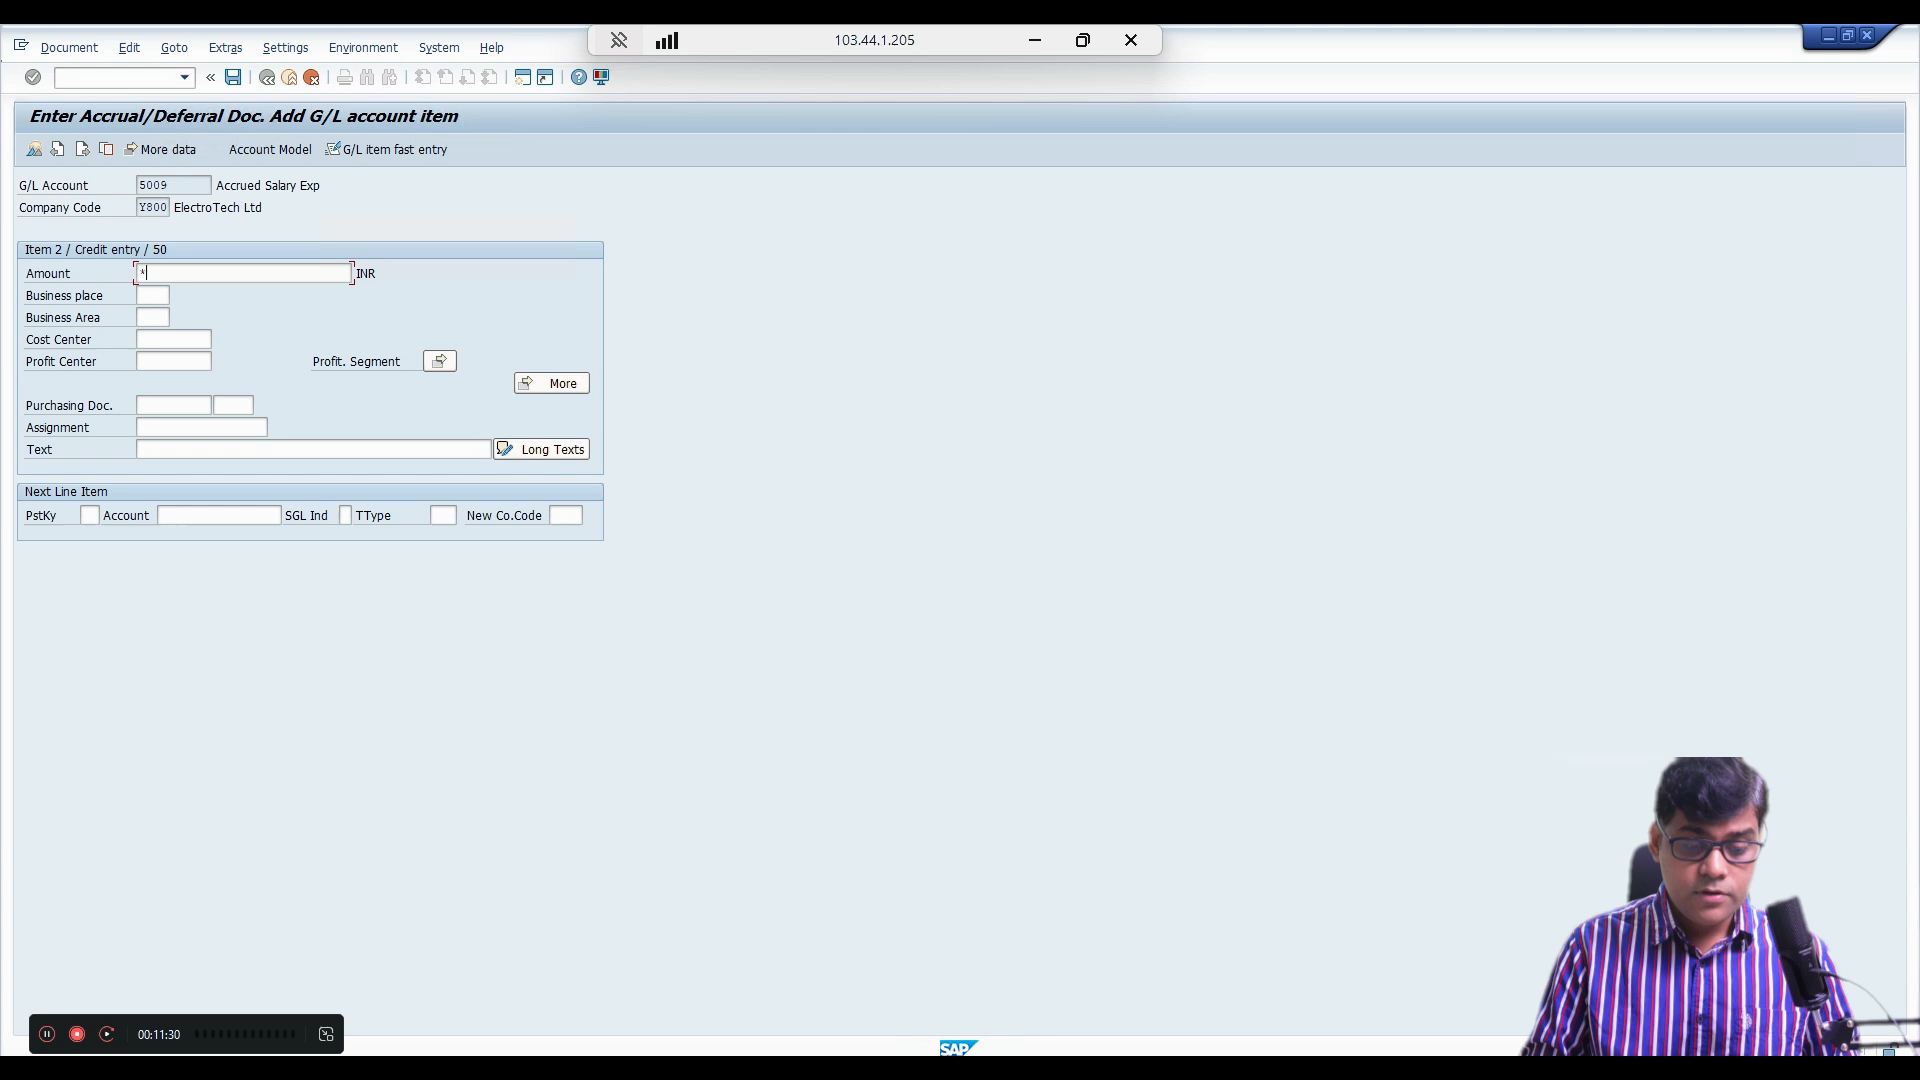 Document Edit Goto Extras Settings Environment System Help
103.44.1.205
Enter Accrual/Deferral Doc. Add G/L account item
More data Account Model G/L item fast entry
G/L Account 5009 Accrued Salary Exp
Company Code Y800 ElectroTech Ltd
Item 2 / Credit entry / 50
Amount * INR
Business place
Business Area
Cost Center
Profit Center Profit. Segment
More
Purchasing Doc.
Assignment
Text Long Texts
Next Line Item
PstKy Account SGL Ind TType New Co.Code
00:11:30
SAP